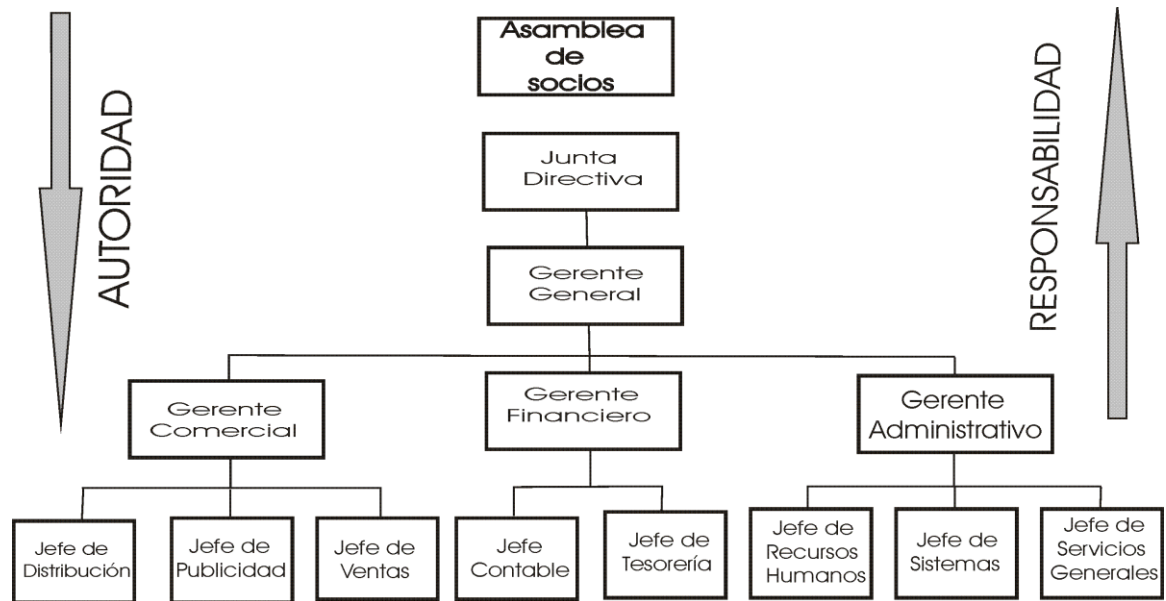 Asamblea
de
socios
AUTORIDAD
RESPONSABILIDAD
Junta
Directiva
Gerente
General
Gerente
Comercial
Gerente
Financiero
Gerente
Administrativo
Jefe de
Distribución
Jefe de
Publicidad
Jefe de
Ventas
Jefe
Contable
Jefe de
Tesorería
Jefe de
Recursos
Humanos
Jefe de
Sistemas
Jefe de
Servicios
Generales